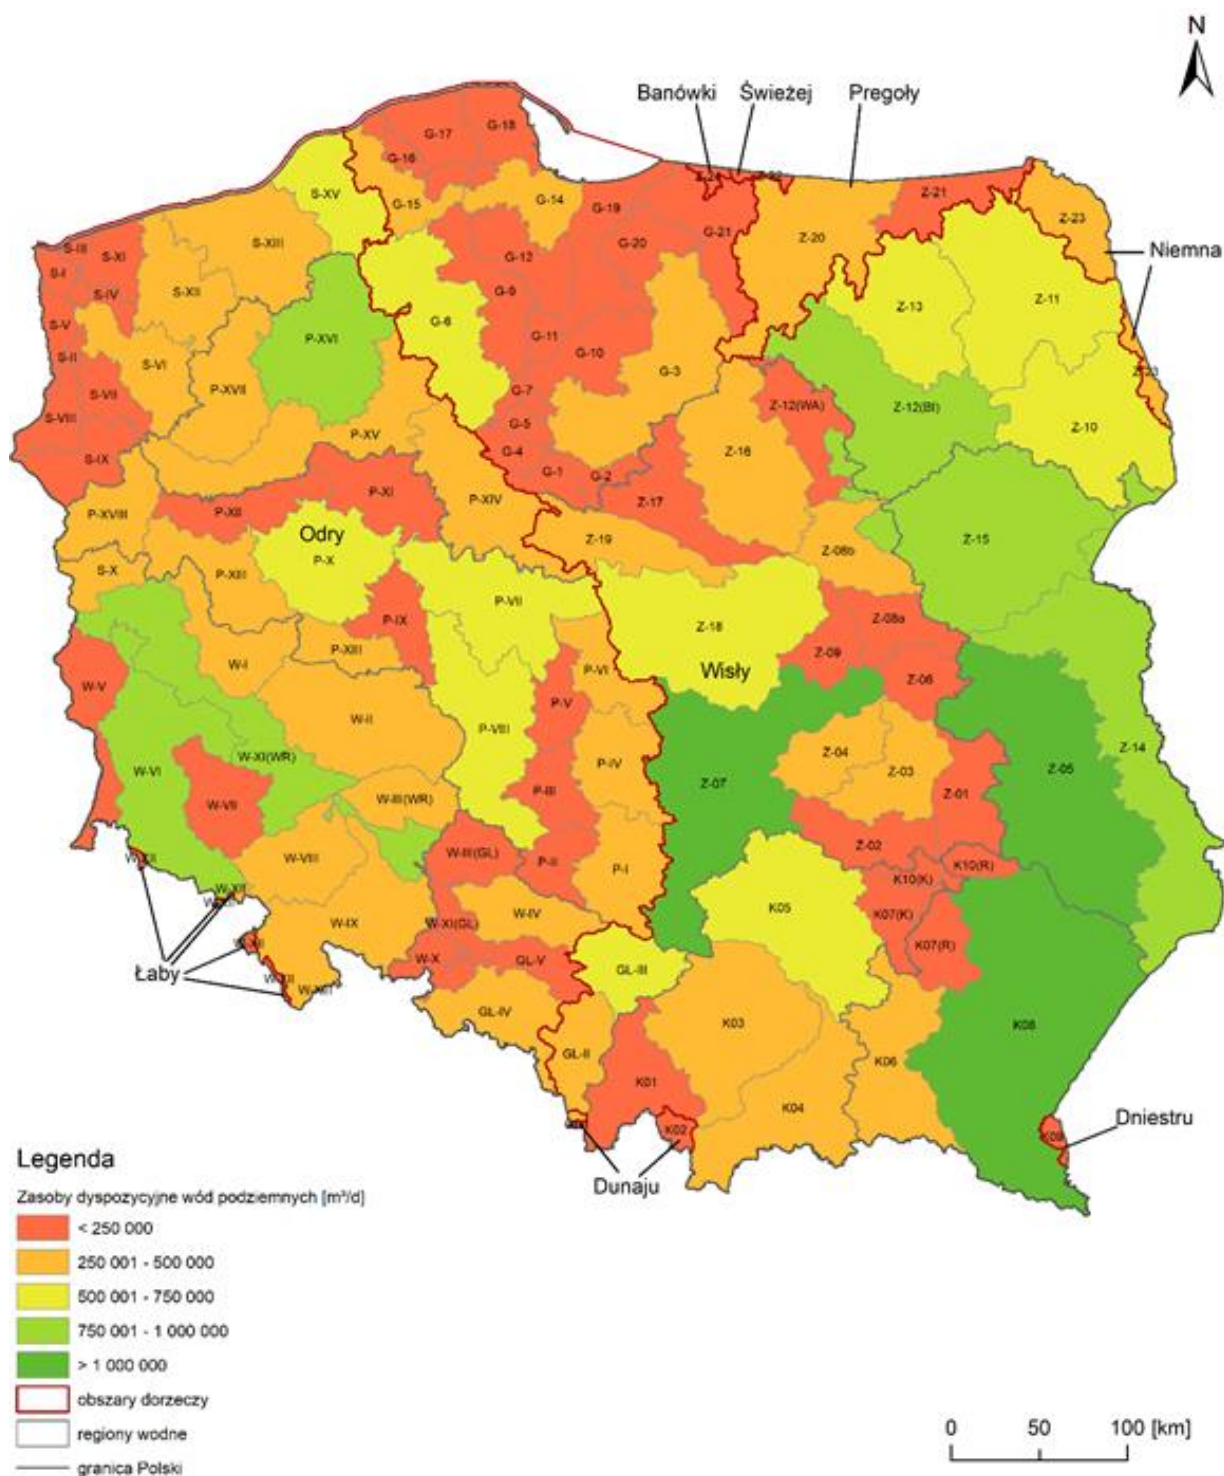 N
Banówki
Świeżej
Pregoły
G-18
G-17
G-16
S-XV
G-15
G-14
G-19
Z-21
Z-23
S-XIII
G-20
G-21
Z-20
Niemna
S-III
S-XI
S-I
S-XII
S-IV
G-12
G-9
Z-13
Z-11
S-V
G-6
G-11
P-XVI
S-II
S-VI
G-10
G-3
Z-23
P-XVII
S-VII
G-7
Z-12(WA)
Z-12(BI)
S-VIII
G-5
Z-10
P-XV
G-4
Z-16
S-IX
G-1
G-2
P-XI
P-XIV
Z-17
P-XVIII
P-XII
Odry
P-X
Z-19
Z-08b
Z-15
S-X
P-XIII
P-VII
P-IX
Z-18
Z-08a
P-XIII
Z-09
W-I
P-VI
Wisły
Z-06
W-V
W-II
P-V
P-VIII
Z-04
Z-14
W-XI(WR)
P-IV
Z-03
Z-05
W-VI
Z-07
P-III
Z-01
W-VII
W-III(WR)
Z-02
W-III(GL)
W-VIII
P-II
P-I
K10(R)
K10(K)
W-XII
W-IV
K05
K07(K)
W-IX
W-XI(GL)
K07(R)
W-XII
Łaby
W-X
GL-V
GL-III
W-XII
W-XIII
GL-IV
K03
K08
GL-II
K06
K01
K04
K02
K09
Dniestru
Dunaju
Legenda
Zasoby dyspozycyjne wód podziemnych [m³/d]
< 250 000
250 001 - 500 000
500 001 - 750 000
750 001 - 1 000 000
> 1 000 000
obszary dorzeczy
regiony wodne
granica Polski
0 50 100 [km]